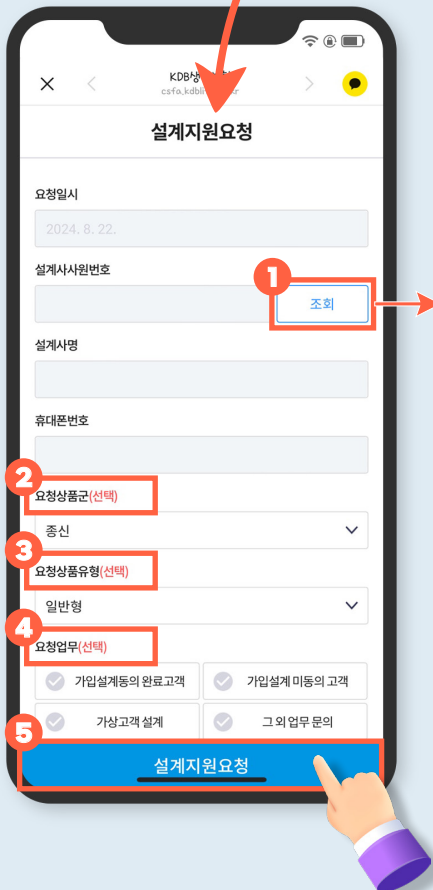 KDB생
csfa.kdbli
설계지원요청
요청일시
2024. 8. 22.
설계사사원번호
1
조회
설계사명
휴대폰번호
2
요청상품군(선택)
종신
3
요청상품유형(선택)
일반형
4
요청업무(선택)
가입설계동의 완료고객
가입설계 미동의 고객
가상고객 설계
그 외 업무 문의
5
설계지원요청